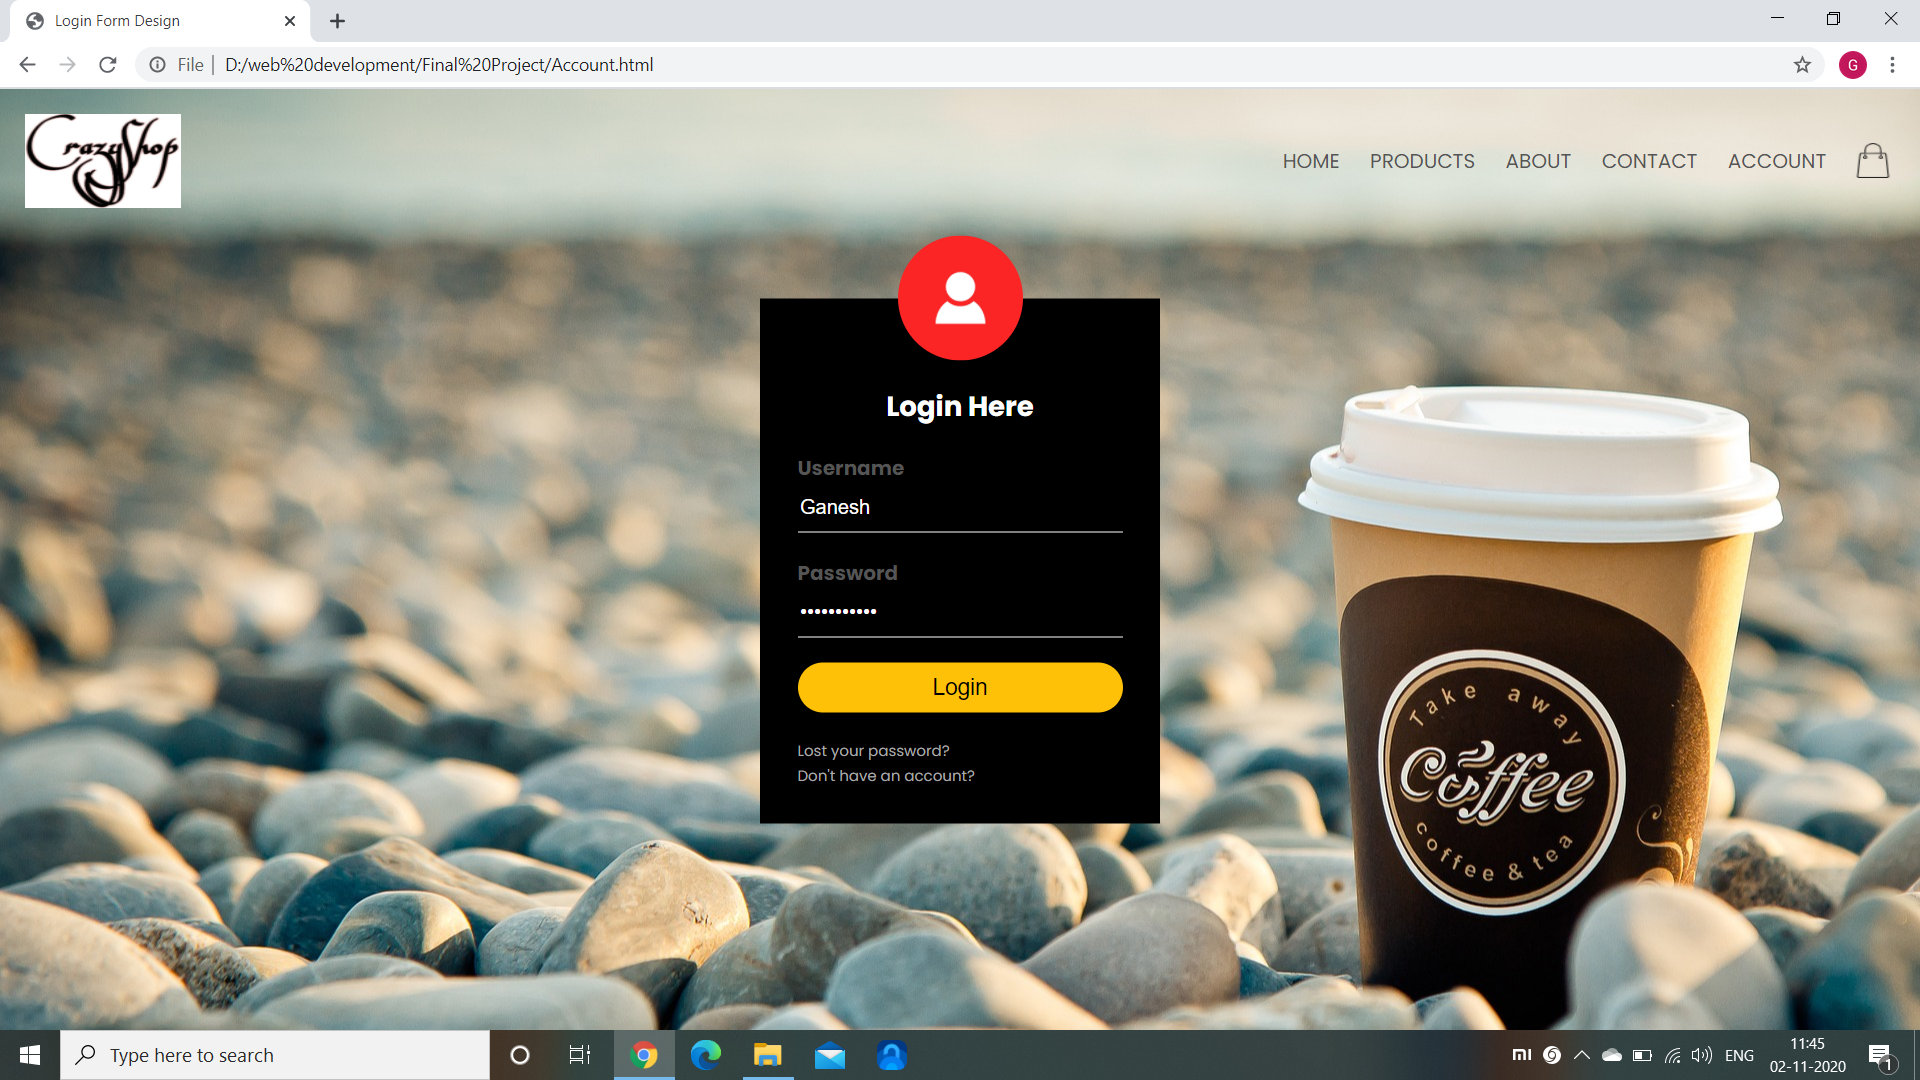 Login Form Design
File
D:/web%20development/Final%20Project/Account.html
G
CrazyShop
HOME PRODUCTS ABOUT CONTACT ACCOUNT
Login Here
Username
Ganesh
Password
•••••••••••
Login
Lost your password?
Don't have an account?
Take away
Coffee
coffee & tea
Type here to search
mi
ENG
11:45
02-11-2020
1